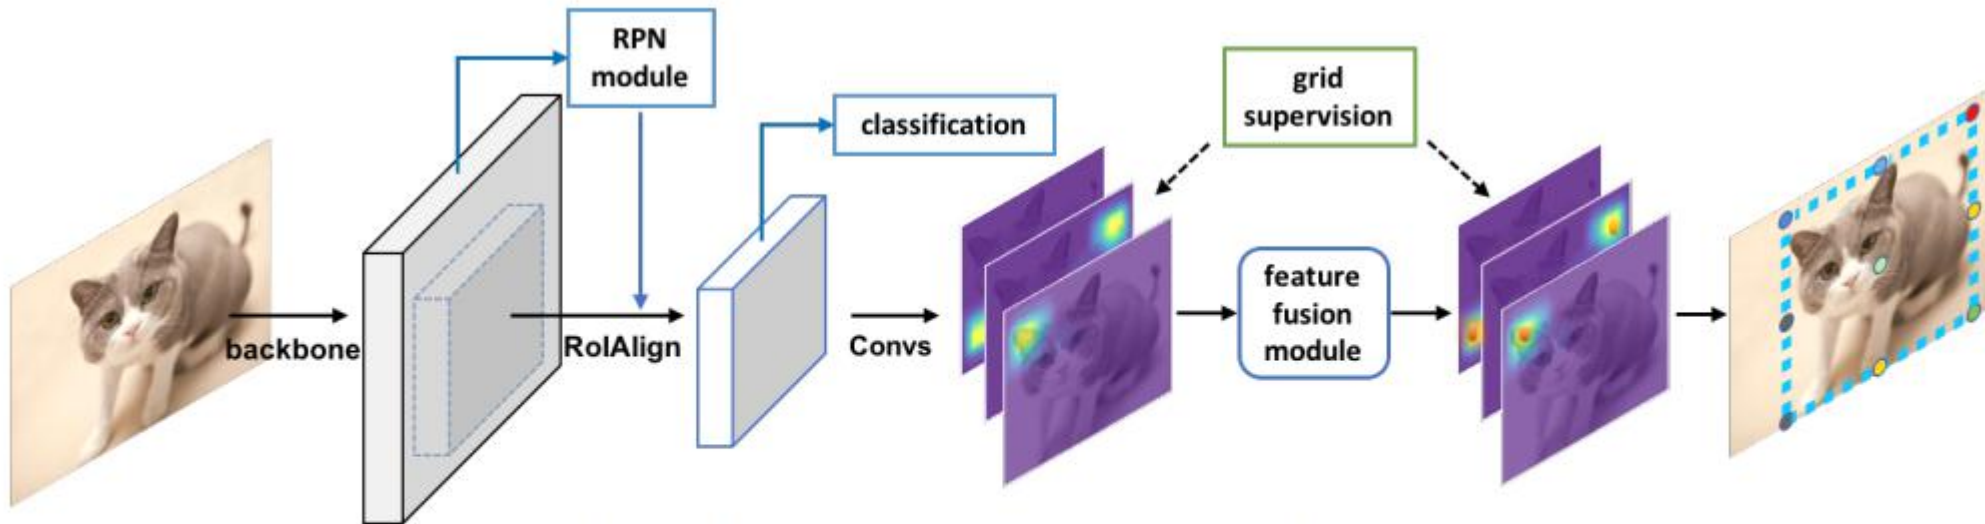 RPN
module
classification
grid
supervision
backbone
RoIAlign
Convs
feature
fusion
module